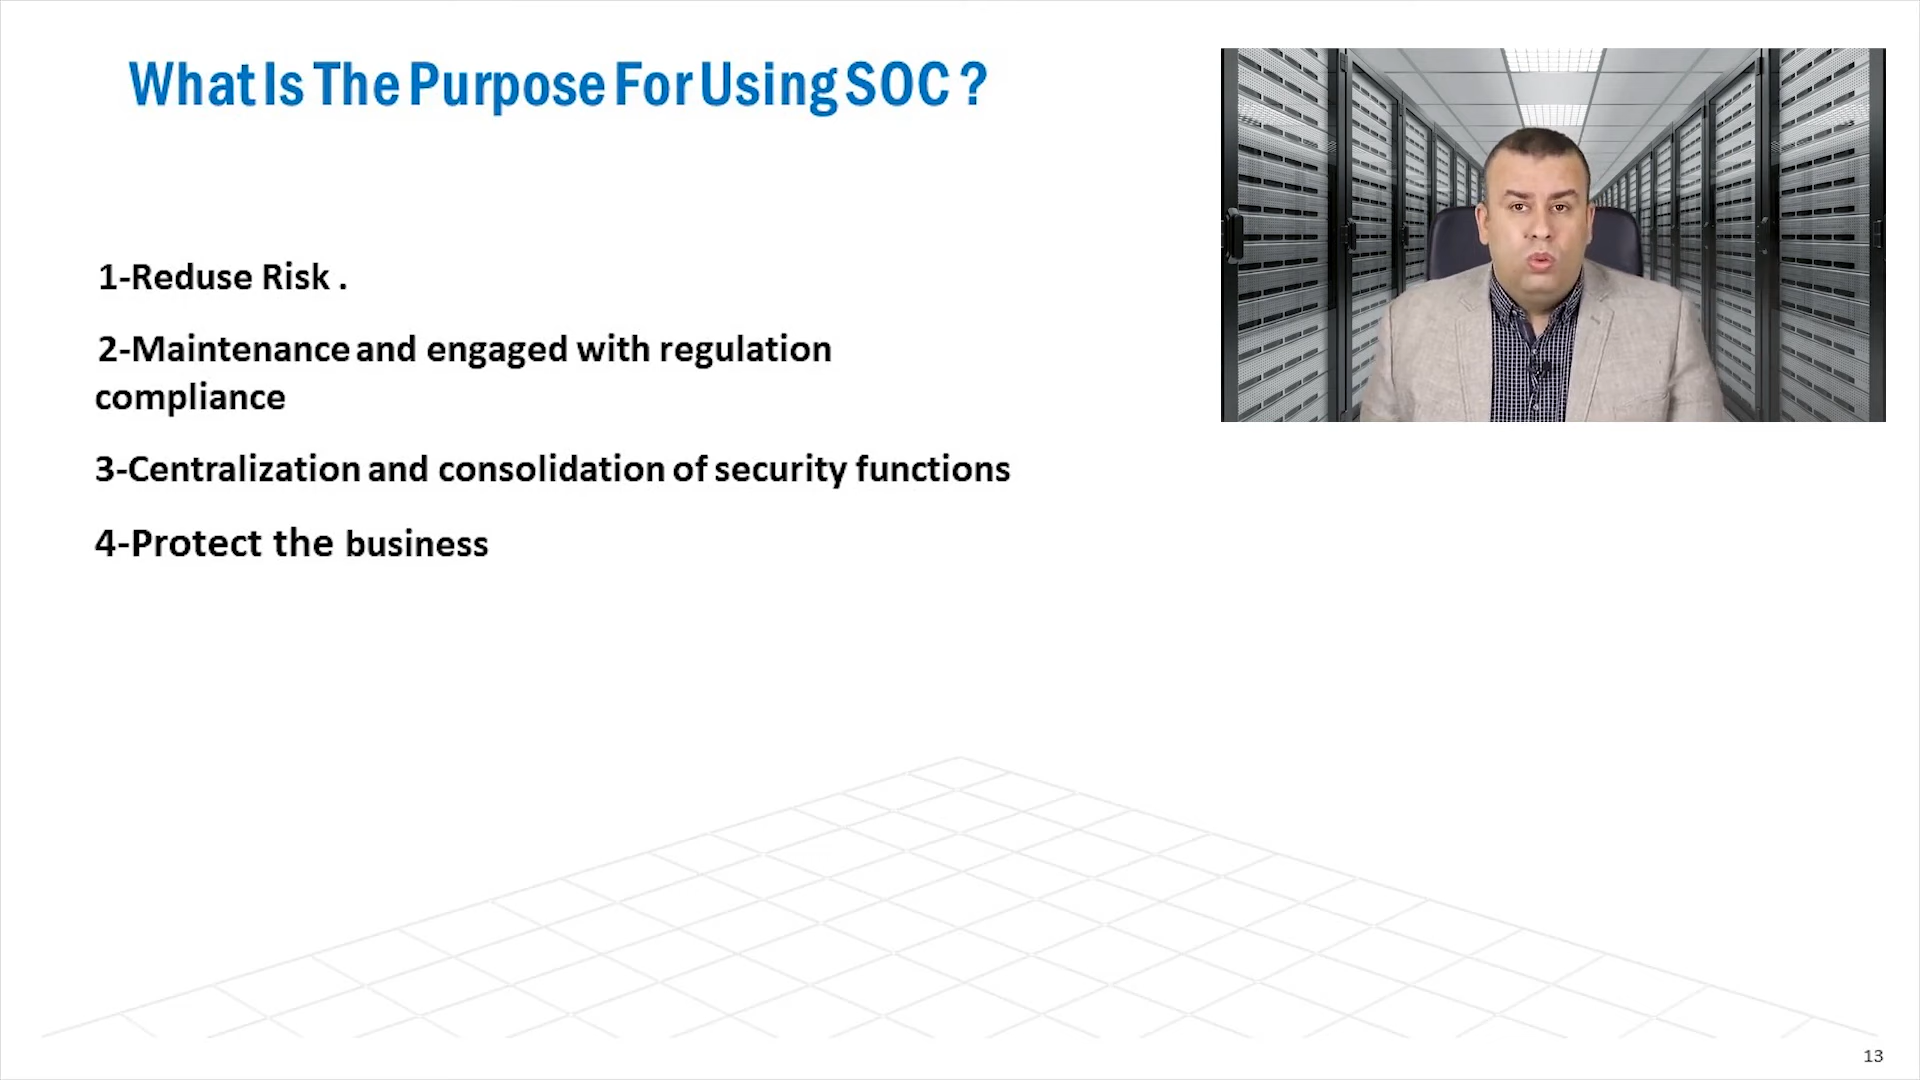 What Is The Purpose For Using SOC ?
1-Reduse Risk .
2-Maintenance and engaged with regulation
compliance
3-Centralization and consolidation of security functions
4-Protect the business
13